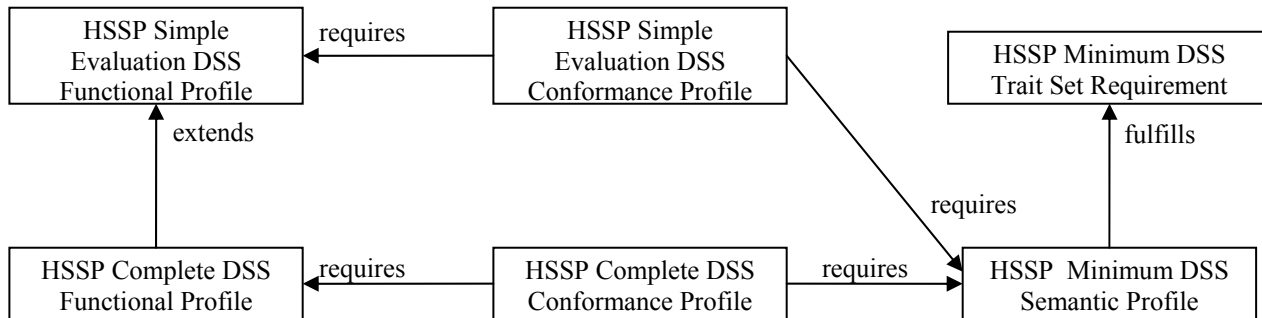 HSSP Simple
Evaluation DSS
Functional Profile
requires
HSSP Simple
Evaluation DSS
Conformance Profile
HSSP Minimum DSS
Trait Set Requirement
extends
fulfills
requires
HSSP Complete DSS
Functional Profile
requires
HSSP Complete DSS
Conformance Profile
requires
HSSP Minimum DSS
Semantic Profile